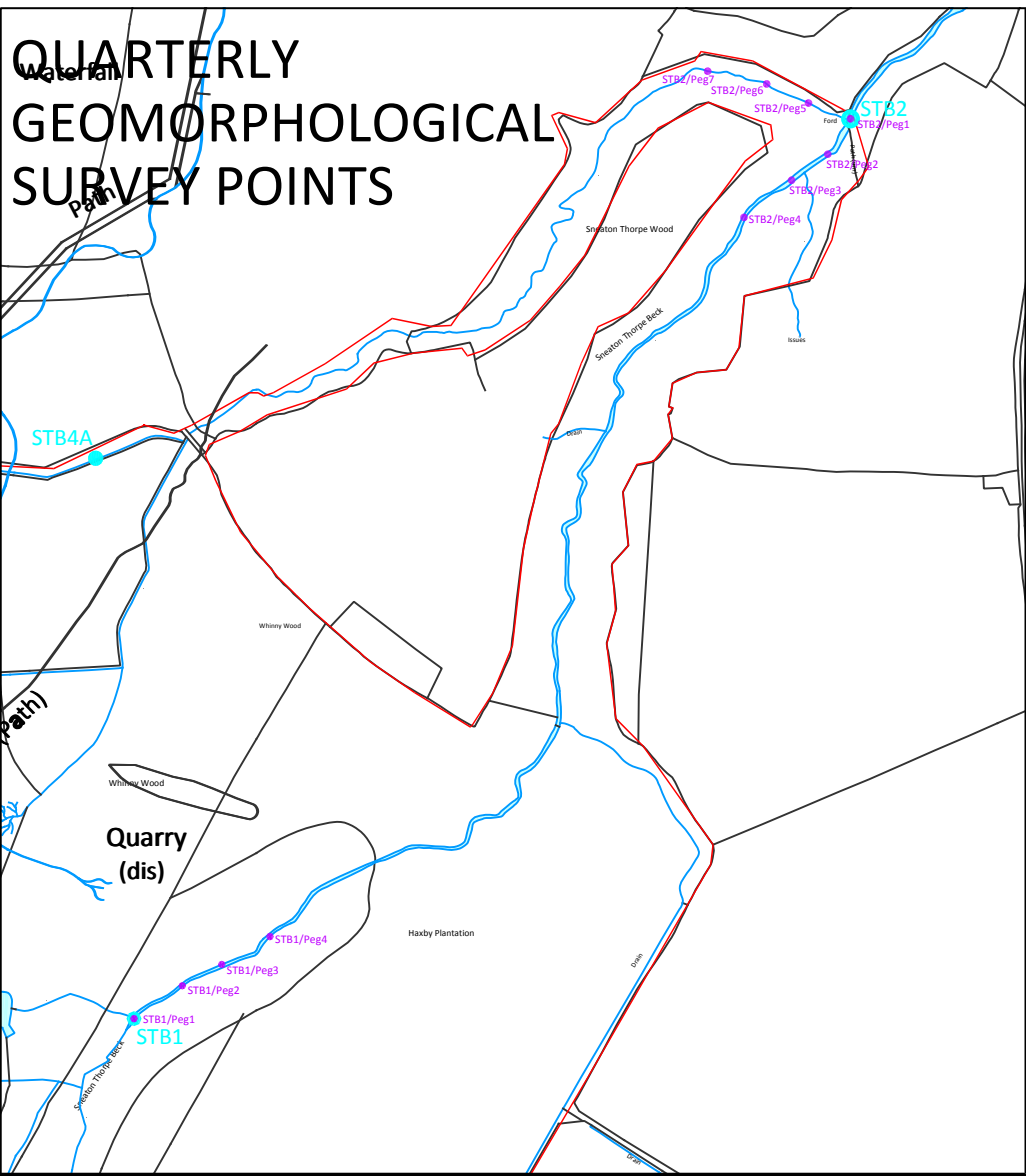 QUARTERLY
GEOMORPHOLOGICAL
SURVEY POINTS
Waterfall
Path
STB2/Peg7
STB2/Peg6
STB2/Peg5
STB2
Ford
STB2/Peg1
STB2/Peg2
STB2/Peg3
STB2/Peg4
Sneaton Thorpe Wood
Sneaton Thorpe Beck
Issues
Drain
STB4A
Whinny Wood
(Path)
Whinny Wood
Quarry
(dis)
Haxby Plantation
STB1/Peg4
STB1/Peg3
STB1/Peg2
STB1/Peg1
STB1
Sneaton Thorpe Beck
Drain
Drain